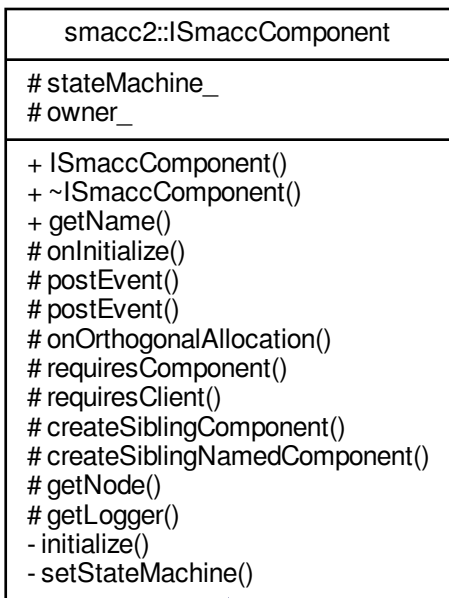 smacc2::ISmaccComponent
# stateMachine_
# owner_
+ ISmaccComponent()
+ ~ISmaccComponent()
+ getName()
# onInitialize()
# postEvent()
# postEvent()
# onOrthogonalAllocation()
# requiresComponent()
# requiresClient()
# createSiblingComponent()
# createSiblingNamedComponent()
# getNode()
# getLogger()
- initialize()
- setStateMachine()